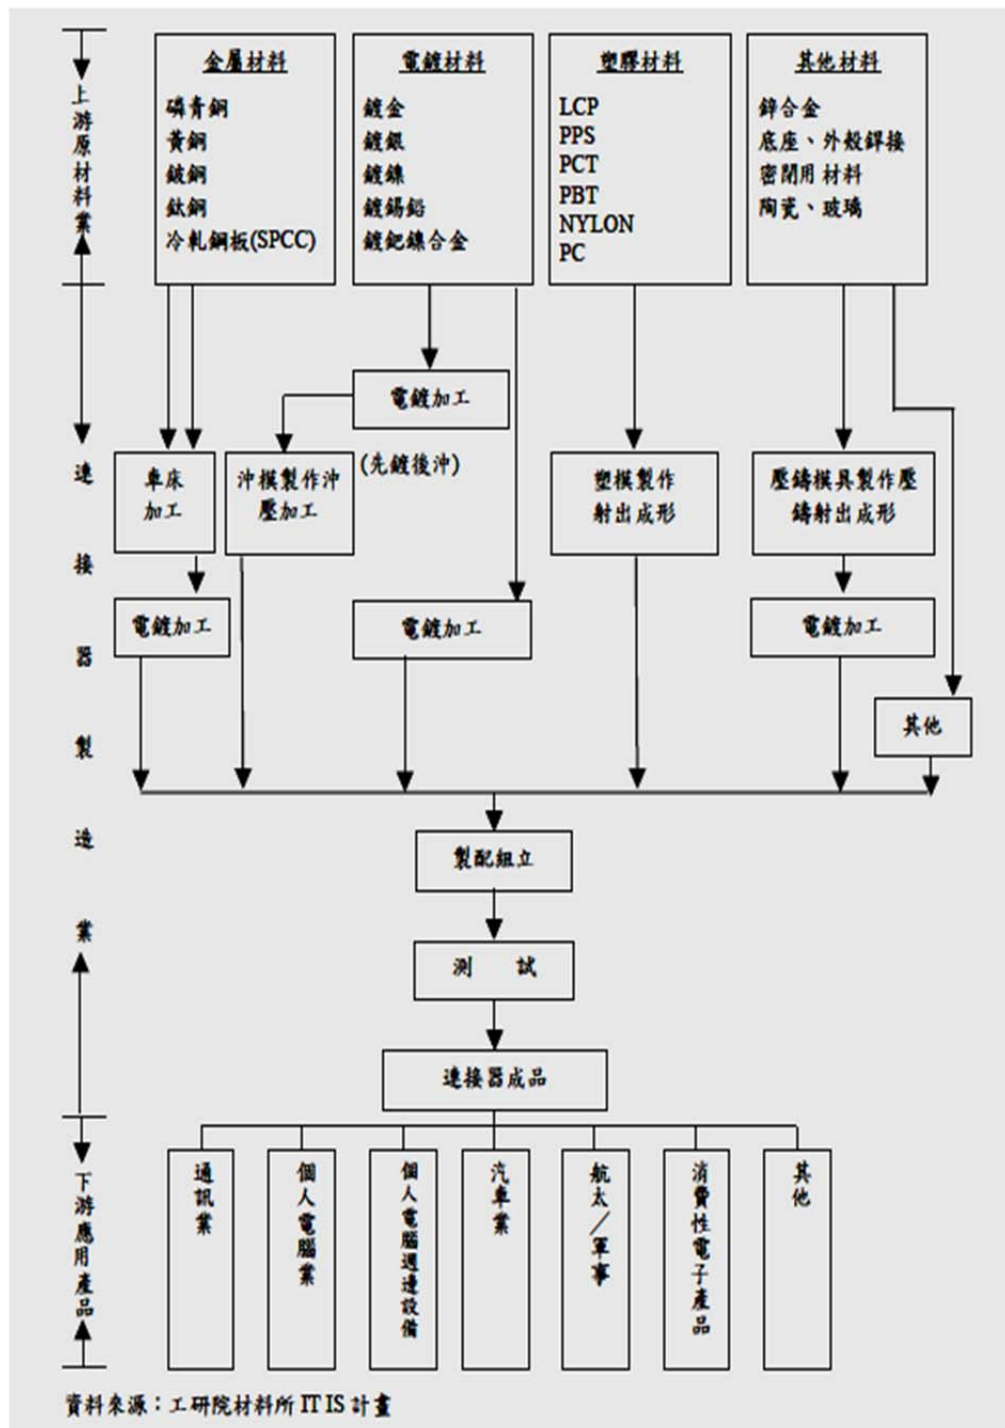 上游原材料業
金屬材料
磷青銅
黃銅
鈹銅
鈦銅
冷軋鋼板(SPCC)
電鍍材料
鍍金
鍍銀
鍍鎳
鍍錫鉛
鍍鈀鎳合金
塑膠材料
LCP
PPS
PCT
PBT
NYLON
PC
其他材料
鋅合金
底座、外殼銲接
密閉用材料
陶瓷、玻璃
連接器製造業
電鍍加工
(先鍍後沖)
車床
加工
沖模製作沖
壓加工
塑模製作
射出成形
壓鑄模具製作壓
鑄射出成形
電鍍加工
電鍍加工
電鍍加工
其他
製配組立
測 試
連接器成品
下游應用產品
通訊業
個人電腦業
個人電腦週邊設備
汽車業
航太／軍事
消費性電子產品
其他
資料來源：工研院材料所 IT IS 計畫